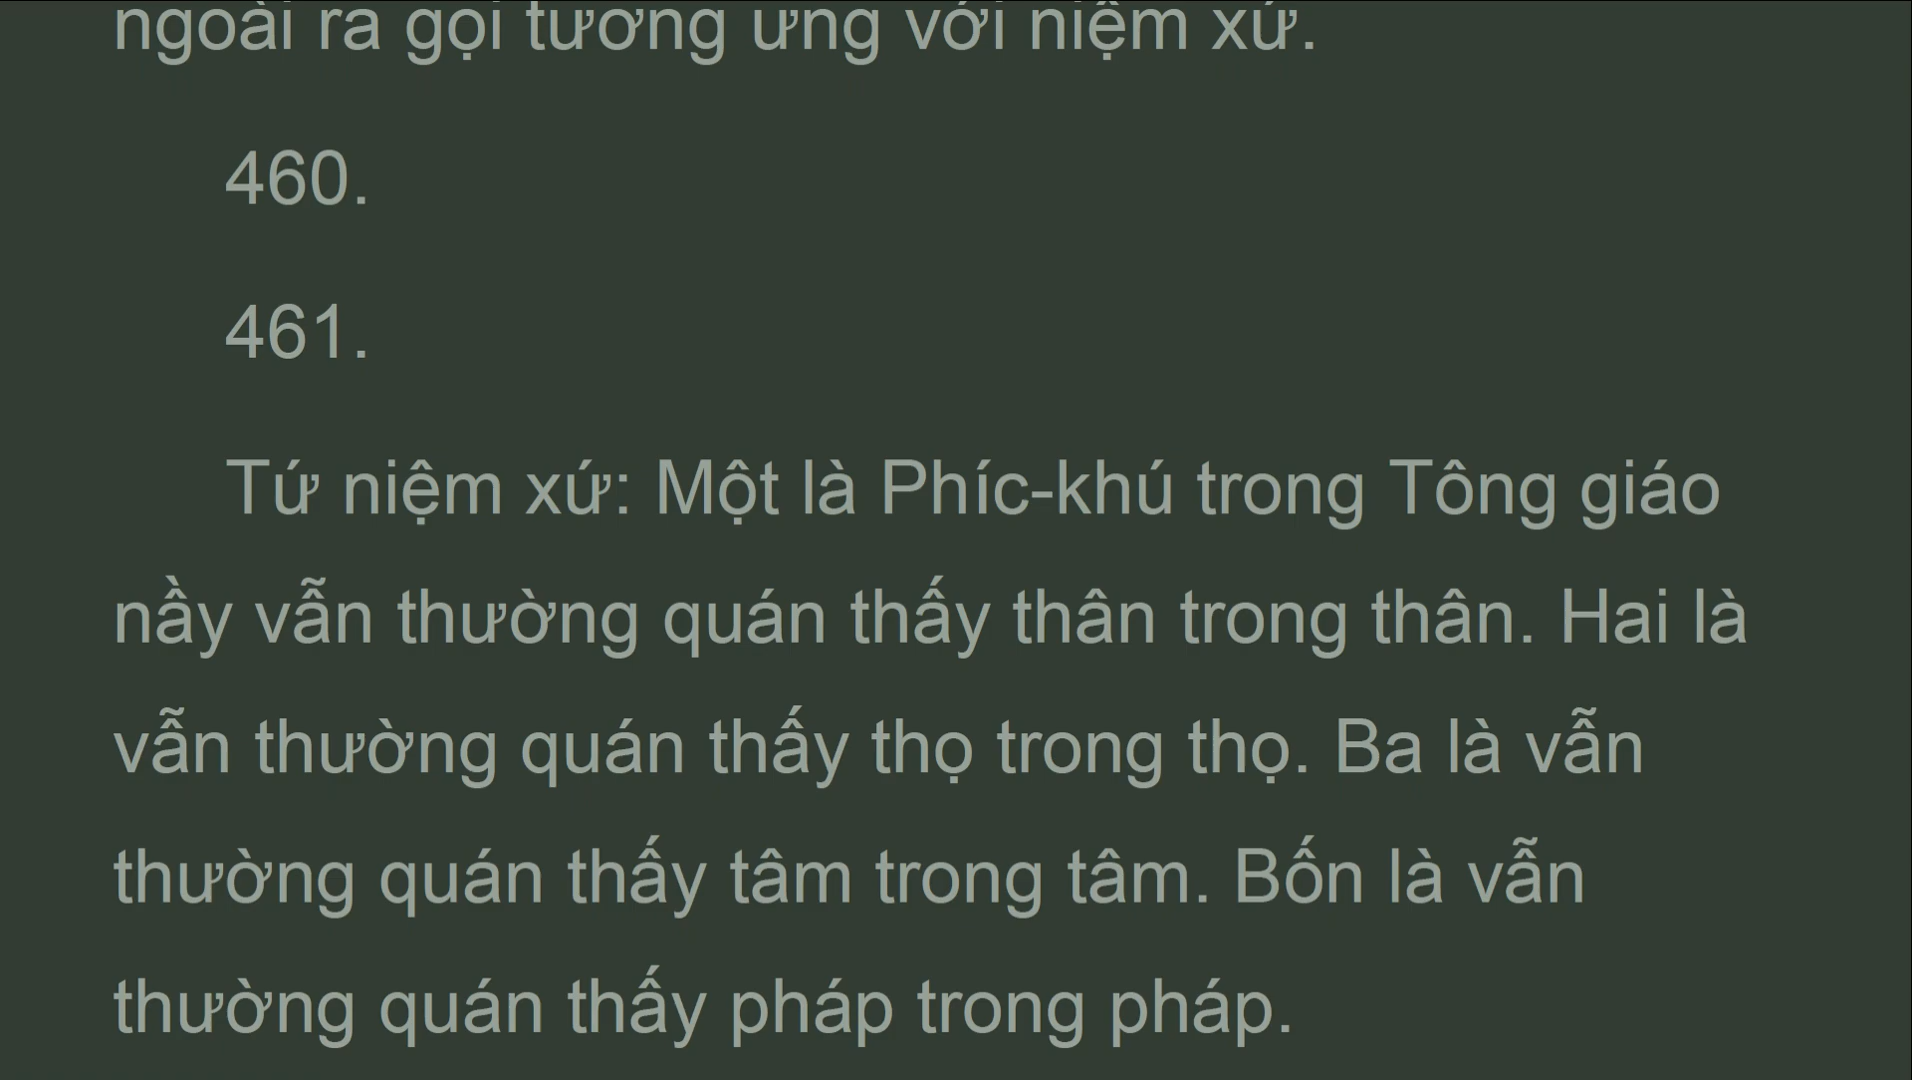 ngoài ra gọi tương ưng với niệm xứ.
460.
461.
Tứ niệm xứ: Một là Phíc-khú trong Tông giáo
nầy vẫn thường quán thấy thân trong thân. Hai là
vẫn thường quán thấy thọ trong thọ. Ba là vẫn
thường quán thấy tâm trong tâm. Bốn là vẫn
thường quán thấy pháp trong pháp.